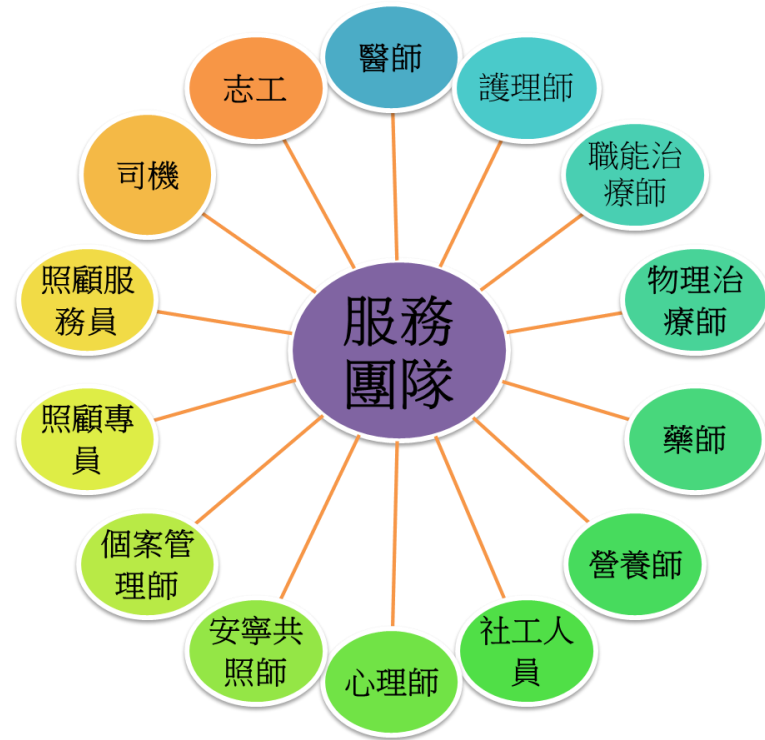 服務
團隊
醫師
護理師
職能治
療師
物理治
療師
藥師
營養師
社工人
員
心理師
安寧共
照師
個案管
理師
照顧專
員
照顧服
務員
司機
志工